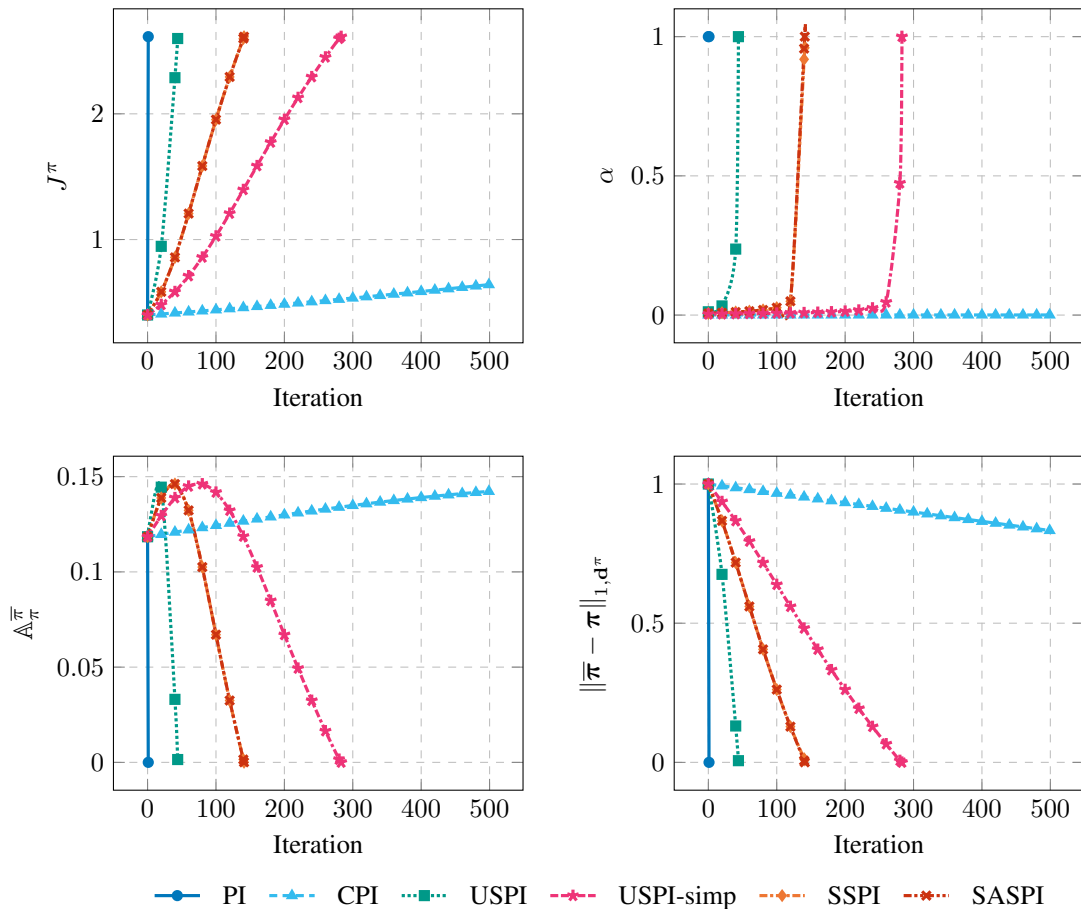 2
1
0 100 200 300 400 500
Iteration
J^π
1
0.5
0
0 100 200 300 400 500
Iteration
α
0.15
0.1
0.05
0
0 100 200 300 400 500
Iteration
𝔸_π^π̅
1
0.5
0
0 100 200 300 400 500
Iteration
‖π̅ − π‖_{1,d^π}
PI CPI USPI USPI-simp SSPI SASPI